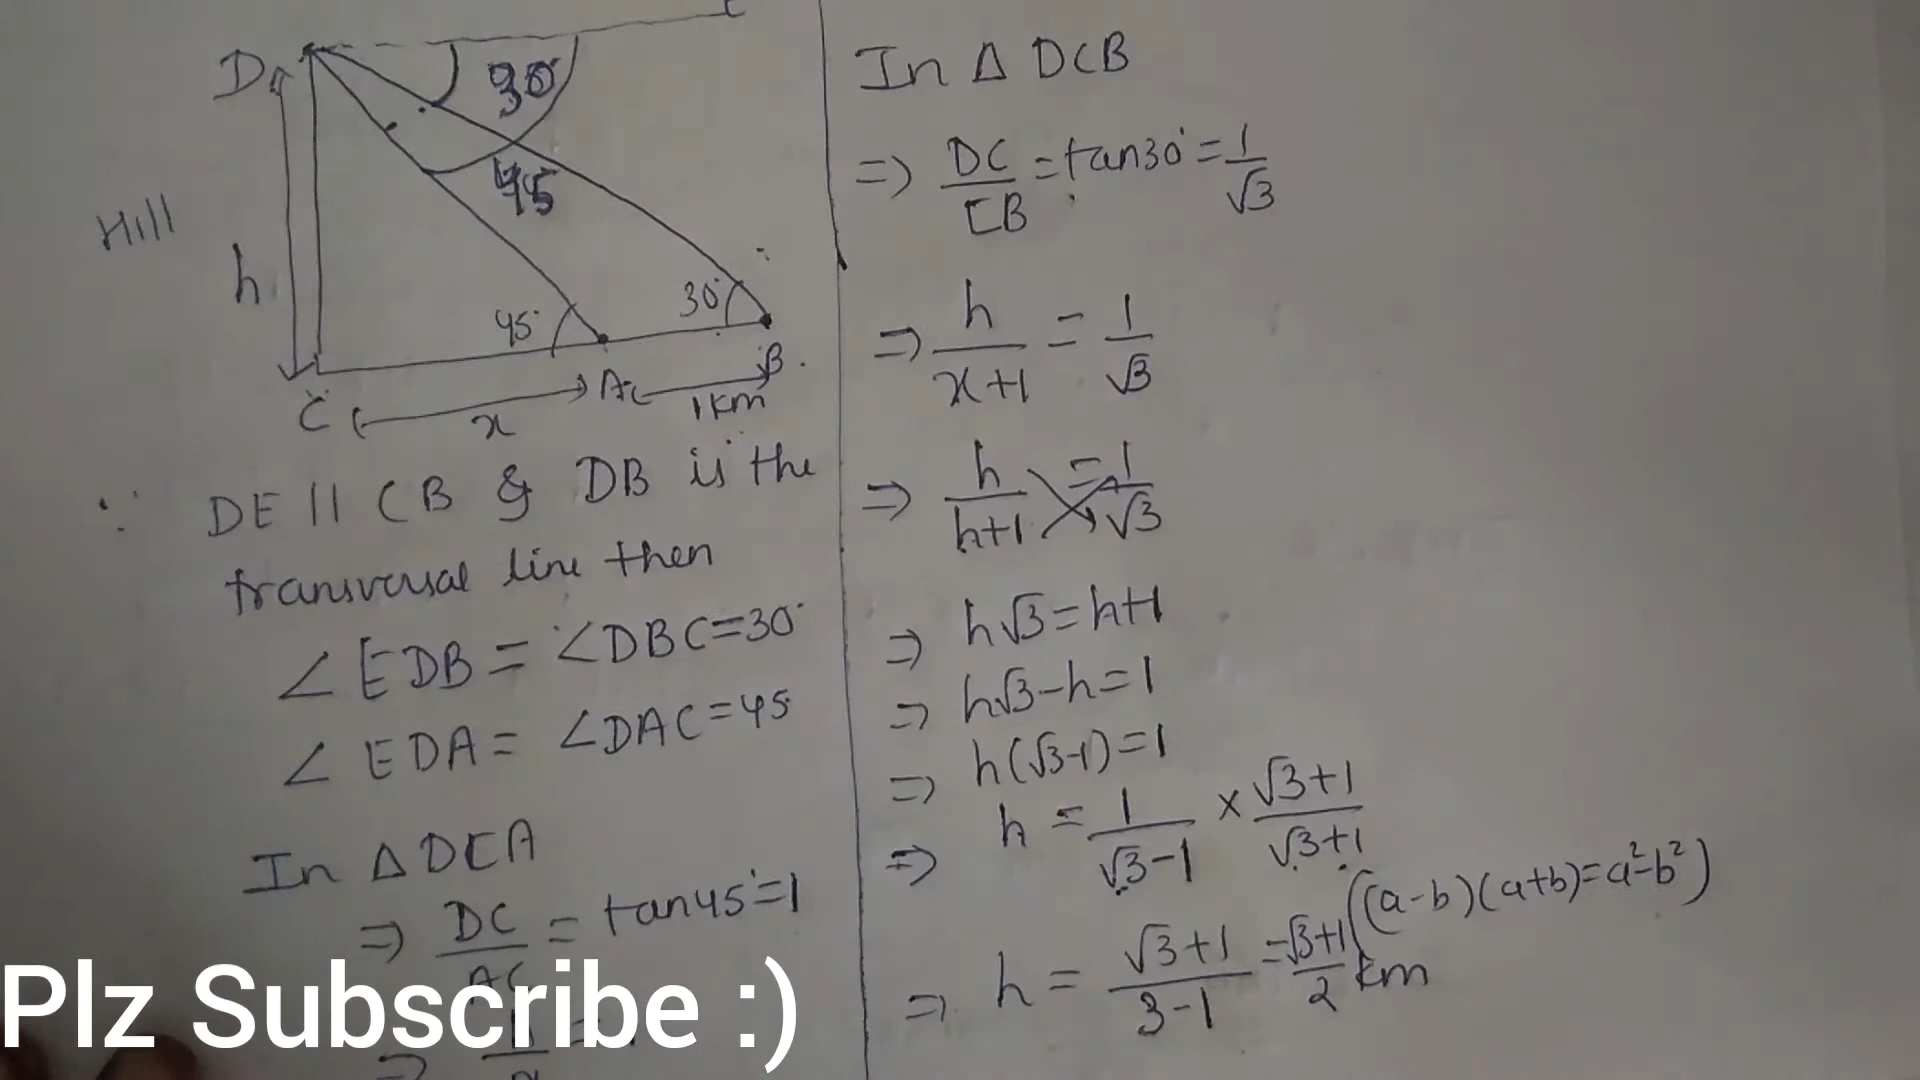 E
D
30°
45
Hill
h
45°
30°
C
A
B.
x
1km
∵ DE || CB & DB is the
transversal line then
∠EDB = ∠DBC=30°
∠EDA = ∠DAC=45
In Δ DCA
⇒ DC/AC = tan45°=1
⇒ h/x =
In Δ DCB
⇒ DC/CB = tan30° = 1/√3
⇒ h/x+1 = 1/√3
⇒ h/h+1 = 1/√3
⇒ h√3=h+1
⇒ h√3-h=1
⇒ h(√3-1)=1
⇒ h = 1/√3-1 × √3+1/√3+1
((a-b)(a+b)=a²-b²)
⇒ h = √3+1/3-1 = √3+1/2 km
Plz Subscribe :)